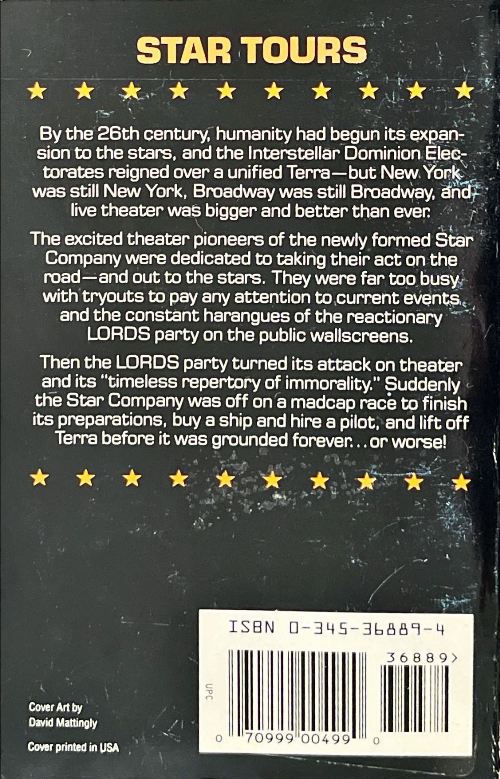 STAR TOURS
By the 26th century, humanity had begun its expan-
sion to the stars, and the Interstellar Dominion Elec-
torates reigned over a unified Terra—but New York
was still New York, Broadway was still Broadway, and
live theater was bigger and better than ever.
The excited theater pioneers of the newly formed Star
Company were dedicated to taking their act on the
road—and out to the stars. They were far too busy
with tryouts to pay any attention to current events
and the constant harangues of the reactionary
LORDS party on the public wallscreens.
Then the LORDS party turned its attack on theater
and its "timeless repertory of immorality." Suddenly
the Star Company was off on a madcap race to finish
its preparations, buy a ship and hire a pilot, and lift off
Terra before it was grounded forever...or worse!
ISBN 0-345-36889-4
36889>
UPC
0 70999 00499 0
Cover Art by
David Mattingly
Cover printed in USA